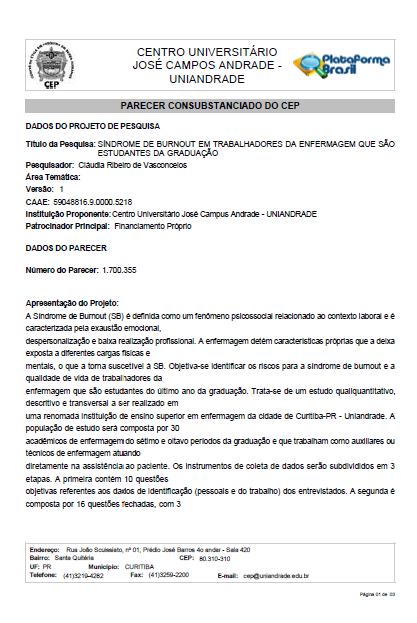 CENTRO UNIVERSITÁRIO
JOSÉ CAMPOS ANDRADE -
UNIANDRADE
CEP
Plataforma
Brasil
PARECER CONSUBSTANCIADO DO CEP
DADOS DO PROJETO DE PESQUISA
Título da Pesquisa: SÍNDROME DE BURNOUT EM TRABALHADORES DA ENFERMAGEM QUE SÃO
ESTUDANTES DA GRADUAÇÃO
Pesquisador: Cláudia Ribeiro de Vasconcelos
Área Temática:
Versão: 1
CAAE: 59048816.9.0000.5218
Instituição Proponente: Centro Universitário José Campus Andrade - UNIANDRADE
Patrocinador Principal: Financiamento Próprio
DADOS DO PARECER
Número do Parecer: 1.700.355
Apresentação do Projeto:
A Síndrome de Burnout (SB) é definida como um fenômeno psicossocial relacionado ao contexto laboral e é
caracterizada pela exaustão emocional,
despersonalização e baixa realização profissional. A enfermagem detém características próprias que a deixa
exposta a diferentes cargas físicas e
mentais, o que a torna suscetível à SB. Objetiva-se identificar os riscos para a síndrome de burnout e a
qualidade de vida de trabalhadores da
enfermagem que são estudantes do último ano da graduação. Trata-se de um estudo qualiquantitativo,
descritivo e transversal a ser realizado em
uma renomada instituição de ensino superior em enfermagem da cidade de Curitiba-PR - Uniandrade. A
população de estudo será composta por 30
acadêmicos de enfermagem do sétimo e oitavo períodos da graduação e que trabalham como auxiliares ou
técnicos de enfermagem atuando
diretamente na assistência ao paciente. Os instrumentos de coleta de dados serão subdivididos em 3
etapas. A primeira contém 10 questões
objetivas referentes aos dados de identificação (pessoais e do trabalho) dos entrevistados. A segunda é
composta por 16 questões fechadas, com 3
Endereço: Rua João Scuissiato, nº 01, Prédio José Barros 4o andar - Sala 420
Bairro: Santa Quitéria CEP: 80.310-310
UF: PR Município: CURITIBA
Telefone: (41)3219-4282 Fax: (41)3259-2200 E-mail: cep@uniandrade.edu.br
Página 01 de 03